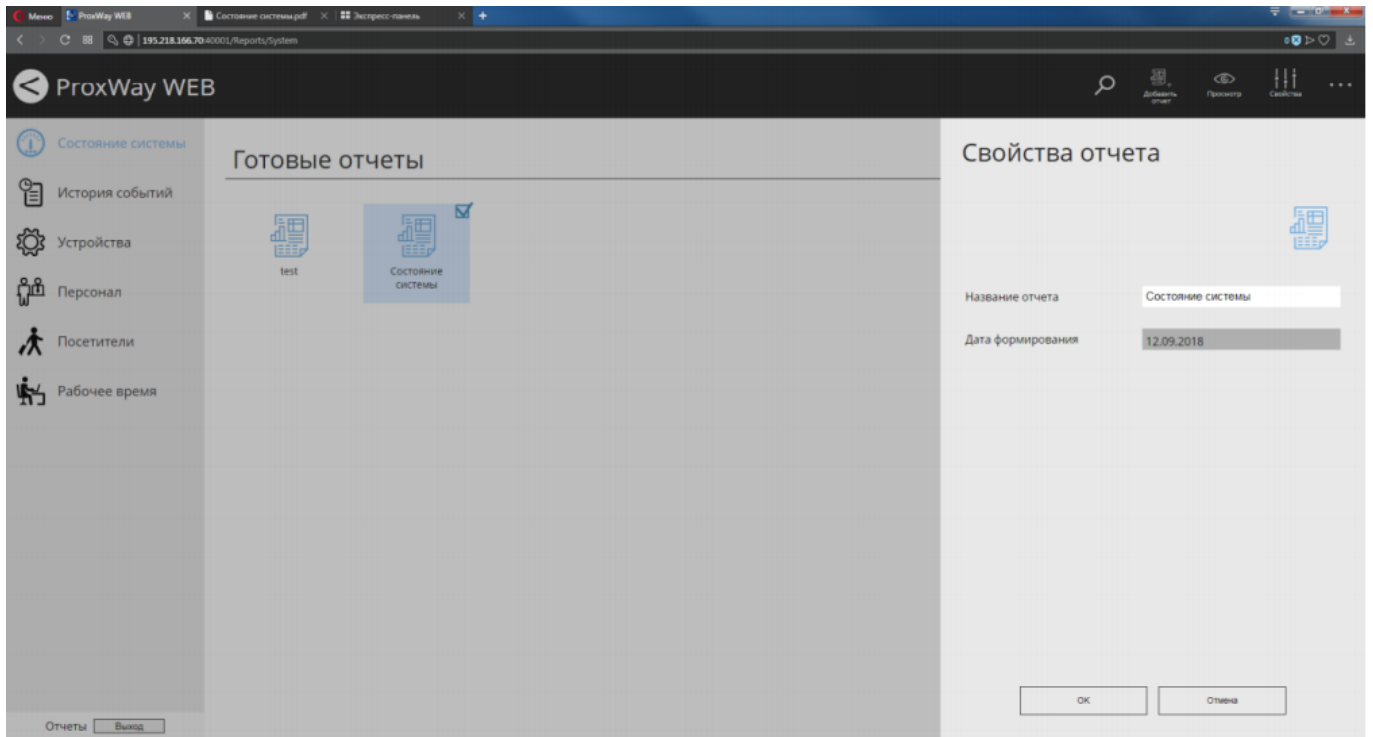 Меню
ProxWay WEB
Состояние системы.pdf
Экспресс-панель
195.218.166.70:40001/Reports/System
0
ProxWay WEB
Добавить
отчет
Просмотр
Свойства
Состояние системы
История событий
Устройства
Персонал
Посетители
Рабочее время
Отчеты
Выход
Готовые отчеты
test
Состояние
системы
Свойства отчета
Название отчета
Состояние системы
Дата формирования
12.09.2018
ОК
Отмена